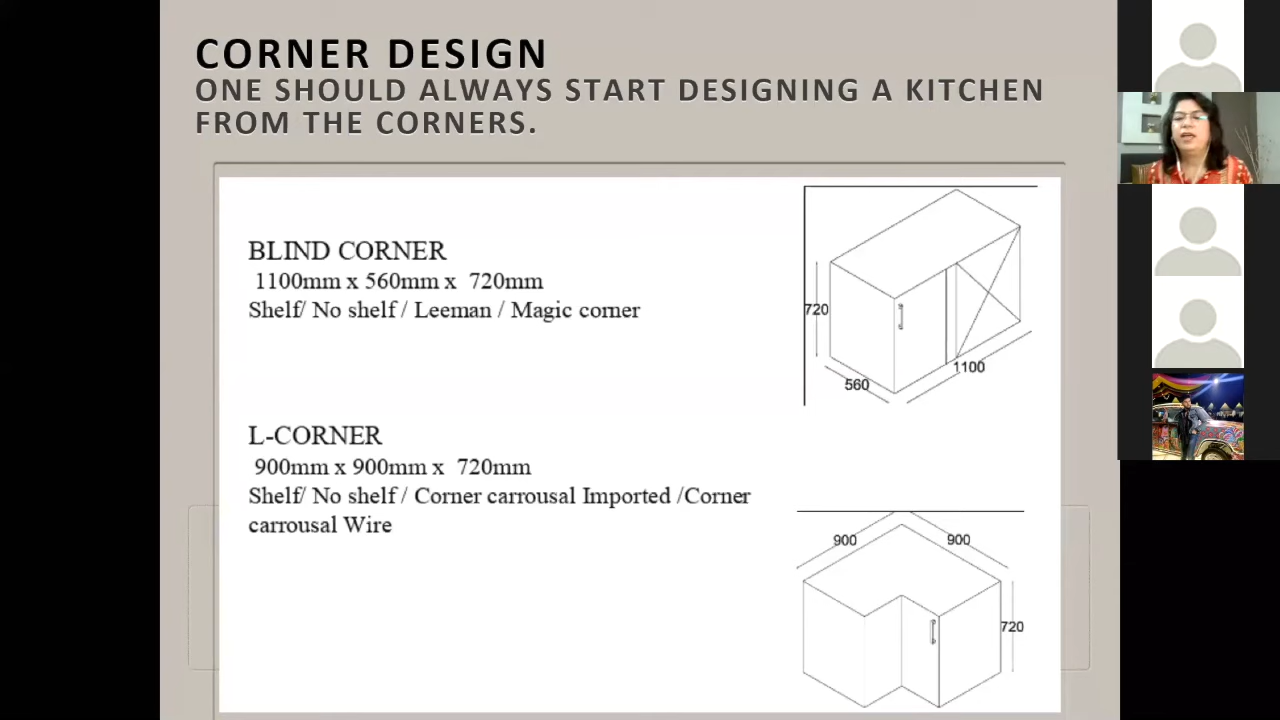 CORNER DESIGN
ONE SHOULD ALWAYS START DESIGNING A KITCHEN
FROM THE CORNERS.
BLIND CORNER
1100mm x 560mm x 720mm
Shelf/ No shelf / Leeman / Magic corner
720
560
1100
L-CORNER
900mm x 900mm x 720mm
Shelf/ No shelf / Corner carrousal Imported /Corner
carrousal Wire
900
900
720